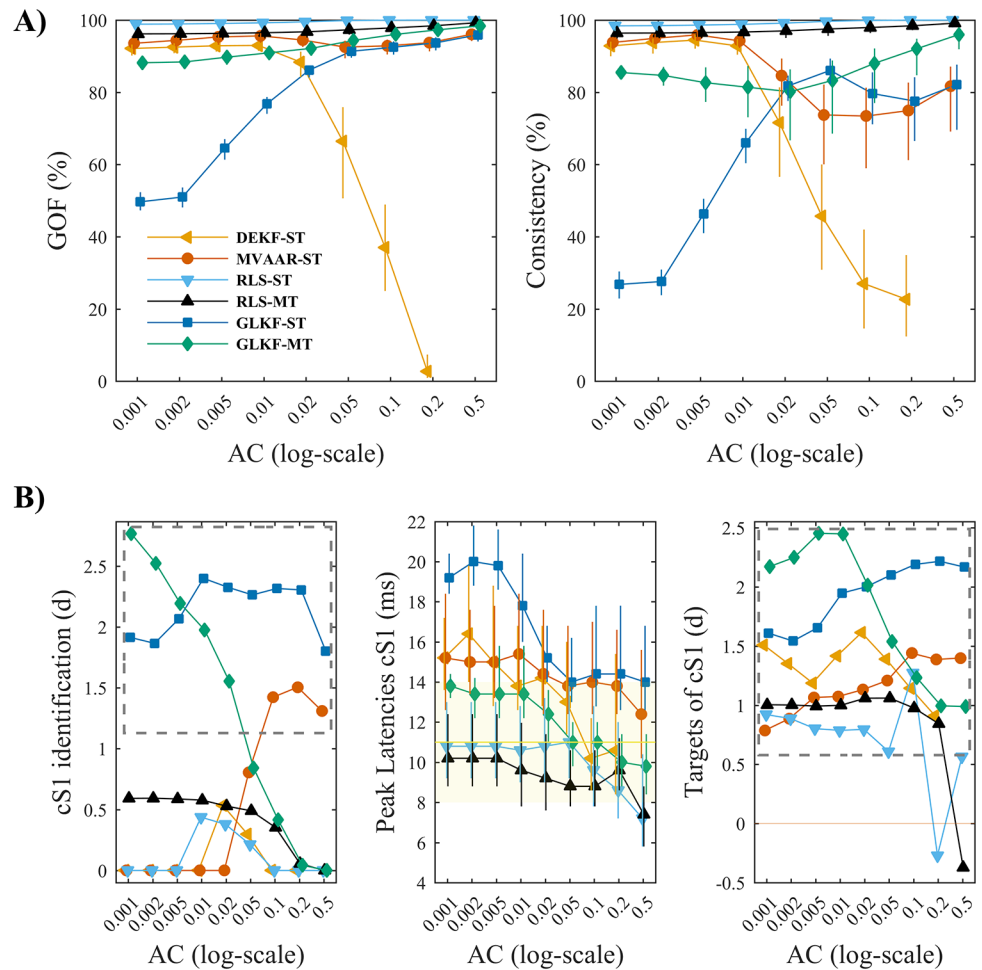 A)
100
80
60
40
20
0
GOF (%)
DEKF-ST
MVAAR-ST
RLS-ST
RLS-MT
GLKF-ST
GLKF-MT
0.001 0.002 0.005 0.01 0.02 0.05 0.1 0.2 0.5
AC (log-scale)
100
80
60
40
20
0
Consistency (%)
0.001 0.002 0.005 0.01 0.02 0.05 0.1 0.2 0.5
AC (log-scale)
B)
2.5
2
1.5
1
0.5
0
cS1 identification (d)
0.001 0.002 0.005 0.01 0.02 0.05 0.1 0.2 0.5
AC (log-scale)
22
20
18
16
14
12
10
8
6
4
Peak Latencies cS1 (ms)
0.001 0.002 0.005 0.01 0.02 0.05 0.1 0.2 0.5
AC (log-scale)
2.5
2
1.5
1
0.5
0
-0.5
Targets of cS1 (d)
0.001 0.002 0.005 0.01 0.02 0.05 0.1 0.2 0.5
AC (log-scale)